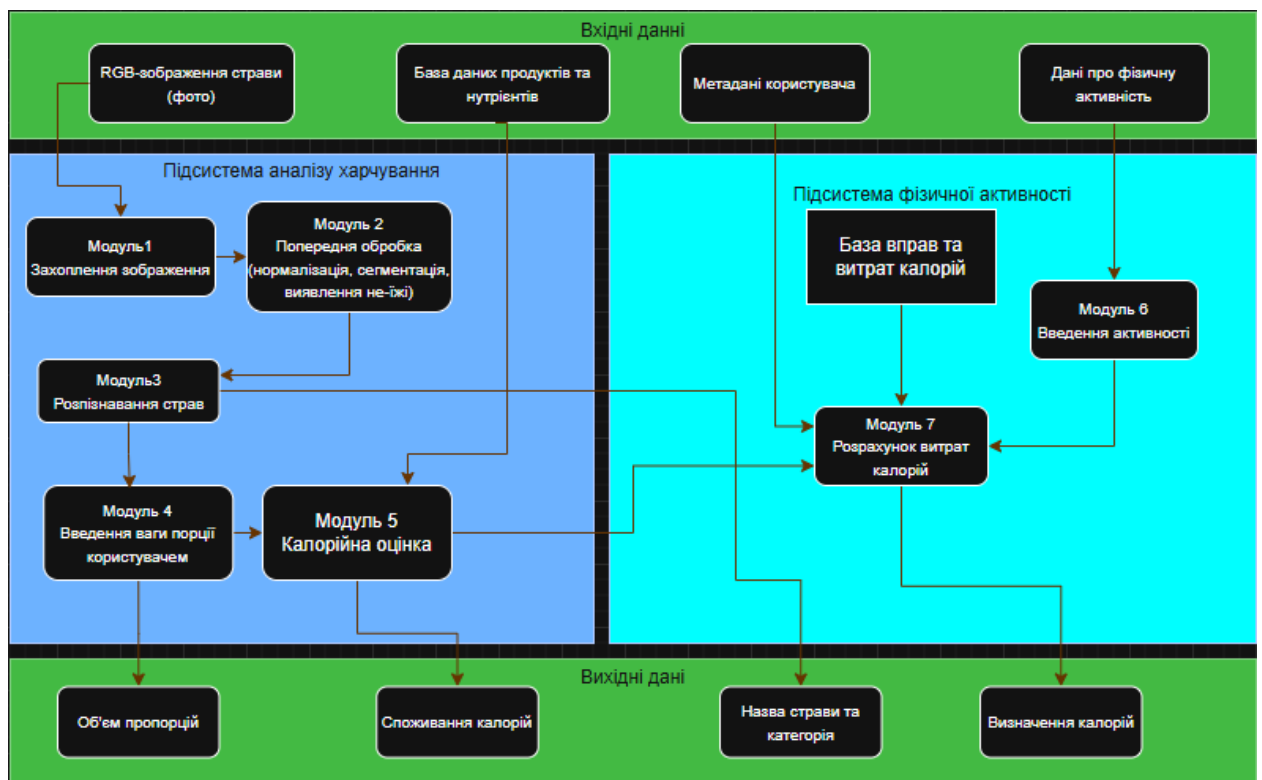 Вхідні данні
RGB-зображення страви
(фото)
База даних продуктів та
нутрієнтів
Метадані користувача
Дані про фізичну
активність
Підсистема аналізу харчування
Модуль1
Захоплення зображення
Модуль 2
Попередня обробка
(нормалізація, сегментація,
виявлення не-їжі)
Модуль3
Розпізнавання страв
Модуль 4
Введення ваги порції
користувачем
Модуль 5
Калорійна оцінка
Підсистема фізичної активності
База вправ та
витрат калорій
Модуль 6
Введення активності
Модуль 7
Розрахунок витрат
калорій
Вихідні дані
Об'єм пропорцій
Споживання калорій
Назва страви та
категорія
Визначення калорій